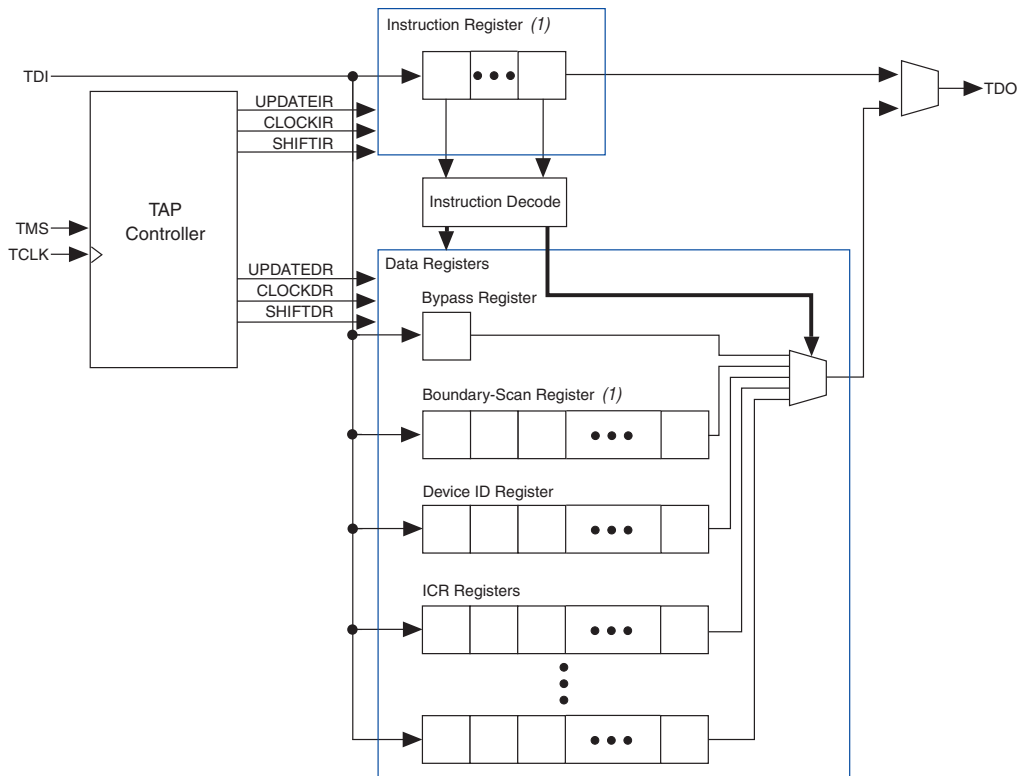 Instruction Register (1)
TDI
TDO
UPDATEIR
CLOCKIR
SHIFTIR
TAP
Controller
TMS
TCLK
Instruction Decode
UPDATEDR
CLOCKDR
SHIFTDR
Data Registers
Bypass Register
Boundary-Scan Register (1)
Device ID Register
ICR Registers